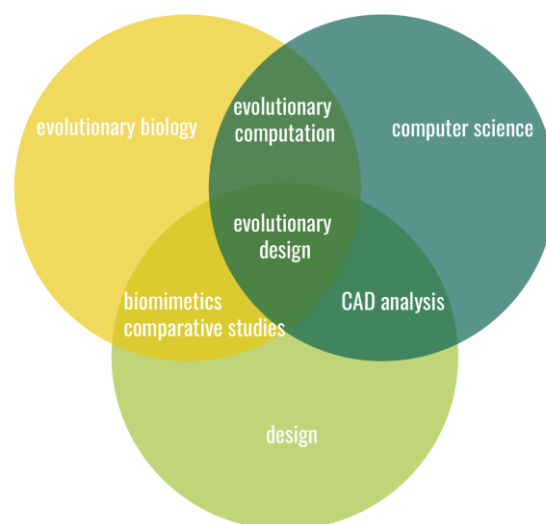 evolutionary
computation
evolutionary biology
computer science
evolutionary
design
biomimetics
comparative studies
CAD analysis
design